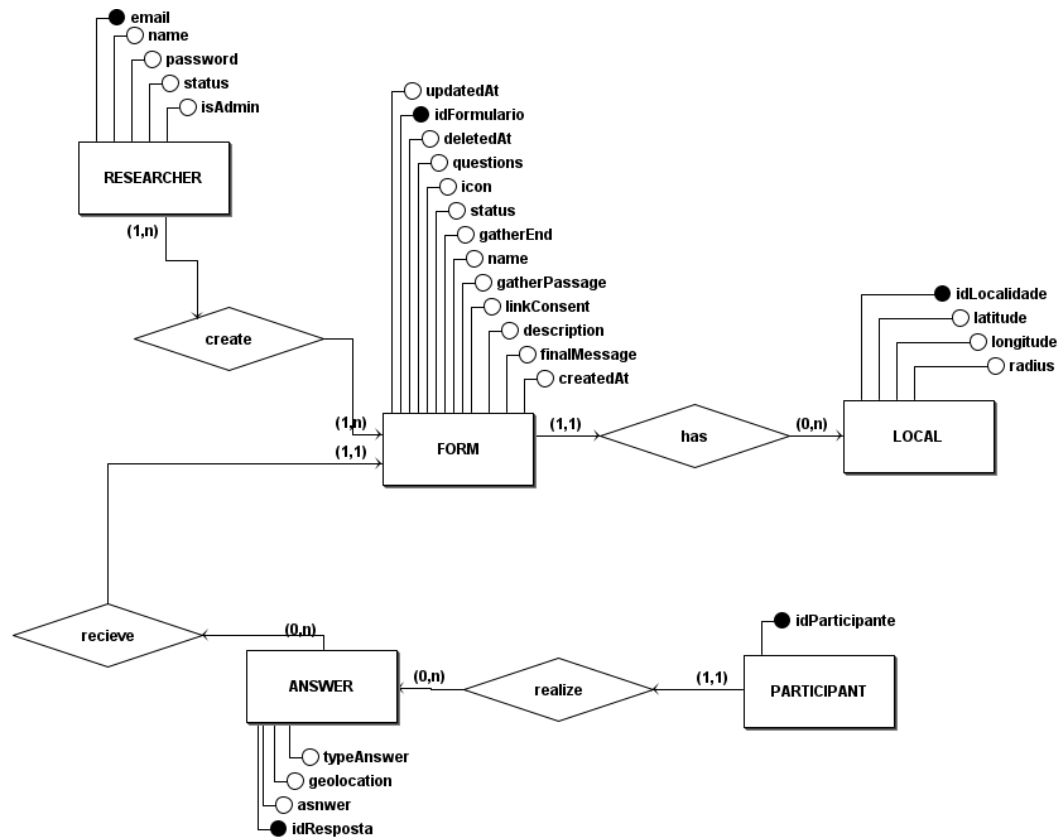 email
name
password
status
isAdmin
RESEARCHER
(1,n)
create
updatedAt
idFormulario
deletedAt
questions
icon
status
gatherEnd
name
gatherPassage
linkConsent
description
finalMessage
createdAt
(1,n)
(1,1)
FORM
(1,1)
has
(0,n)
idLocalidade
latitude
longitude
radius
LOCAL
recieve
(0,n)
ANSWER
(0,n)
realize
(1,1)
idParticipante
PARTICIPANT
typeAnswer
geolocation
asnwer
idResposta